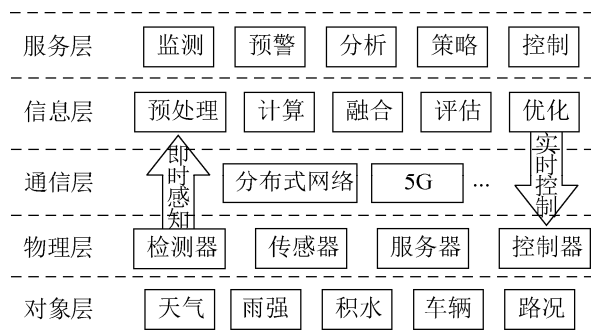 服务层 监测 预警 分析 策略 控制
信息层 预处理 计算 融合 评估 优化
即时感知
实时控制
通信层 分布式网络 5G ...
物理层 检测器 传感器 服务器 控制器
对象层 天气 雨强 积水 车辆 路况